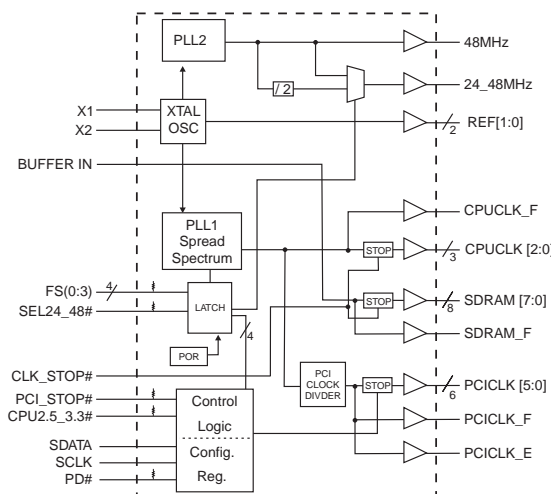 PLL2
48MHz
/ 2
24_48MHz
X1
X2
XTAL
OSC
2
REF[1:0]
BUFFER IN
PLL1
Spread
Spectrum
CPUCLK_F
STOP
3
CPUCLK [2:0]
FS(0:3)
4
SEL24_48#
LATCH
STOP
8
SDRAM [7:0]
SDRAM_F
4
POR
CLK_STOP#
PCI
CLOCK
DIVDER
STOP
6
PCICLK [5:0]
PCI_STOP#
CPU2.5_3.3#
Control
Logic
PCICLK_F
SDATA
SCLK
PD#
Config.
Reg.
PCICLK_E